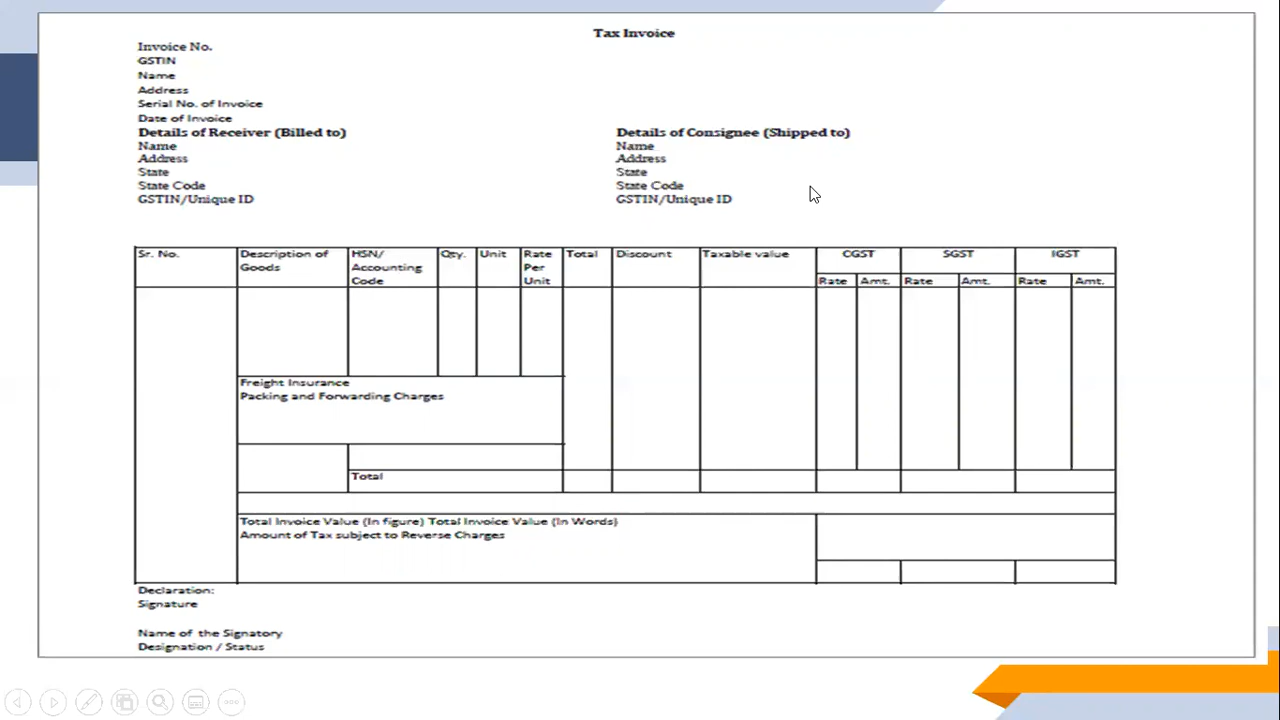 Tax Invoice
Invoice No.
GSTIN
Name
Address
Serial No. of Invoice
Date of Invoice
Details of Receiver (Billed to)
Name
Address
State
State Code
GSTIN/Unique ID
Details of Consignee (Shipped to)
Name
Address
State
State Code
GSTIN/Unique ID
Sr. No.
Description of
Goods
HSN/
Accounting
Code
Qty.
Unit
Rate
Per
Unit
Total
Discount
Taxable value
CGST
SGST
IGST
Rate
Amt.
Rate
Amt.
Rate
Amt.
Freight Insurance
Packing and Forwarding Charges
Total
Total Invoice Value (In figure) Total Invoice Value (In Words)
Amount of Tax subject to Reverse Charges
Declaration:
Signature
Name of the Signatory
Designation / Status